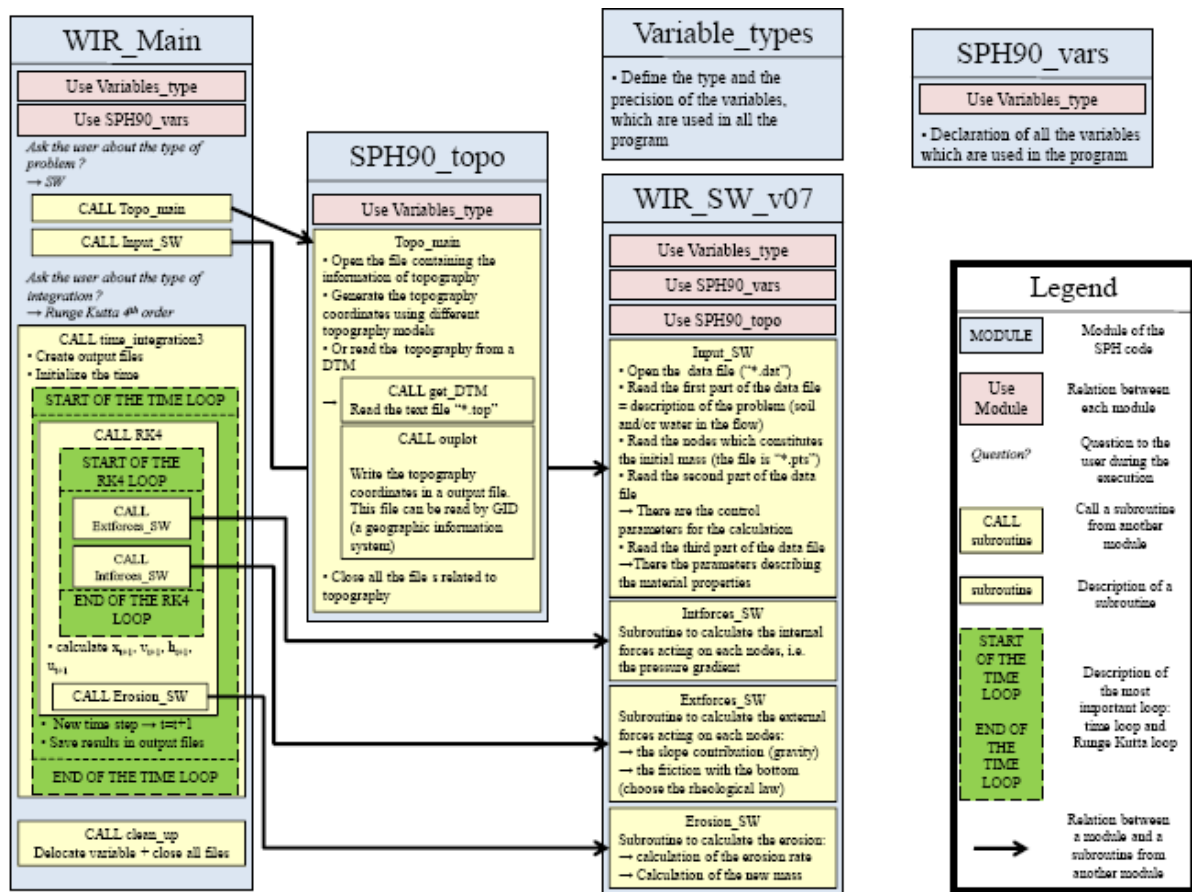 WIR_Main
Use Variables_type
Use SPH90_vars
Ask the user about the type of
problem ?
→ SW
CALL Topo_main
CALL Input_SW
Ask the user about the type of
integration ?
→ Runge Kutta 4th order
CALL time_integration3
• Create output files
• Initialize the time
START OF THE TIME LOOP
CALL RK4
START OF THE
RK4 LOOP
CALL
Extforces_SW
CALL
Intforces_SW
END OF THE RK4
LOOP
• calculate xt+1, vt+1, ht+1,
ut+1
CALL Erosion_SW
• New time step → t=t+1
• Save results in output files
END OF THE TIME LOOP
CALL clean_up
Delocate variable + close all files
SPH90_topo
Use Variables_type
Topo_main
• Open the file containing the
information of topography
• Generate the topography
coordinates using different
topography models
• Or read the topography from a
DTM
→
CALL get_DTM
Read the text file “*.top”
CALL ouplot
Write the topography
coordinates in a output file.
This file can be read by GID
(a geographic information
system)
• Close all the file s related to
topography
Variable_types
• Define the type and the
precision of the variables,
which are used in all the
program
WIR_SW_v07
Use Variables_type
Use SPH90_vars
Use SPH90_topo
Input_SW
• Open the data file (“*.dat”)
• Read the first part of the data file
= description of the problem (soil
and/or water in the flow)
• Read the nodes which constitutes
the initial mass (the file is “*.pts”)
• Read the second part of the data
file
→ There are the control
parameters for the calculation
• Read the third part of the data file
→There the parameters describing
the material properties
Intforces_SW
Subroutine to calculate the internal
forces acting on each nodes, i.e.
the pressure gradient
Extforces_SW
Subroutine to calculate the external
forces acting on each nodes:
→ the slope contribution (gravity)
→ the friction with the bottom
(choose the rheological law)
Erosion_SW
Subroutine to calculate the erosion:
→ calculation of the erosion rate
→ Calculation of the new mass
SPH90_vars
Use Variables_type
• Declaration of all the variables
which are used in the program
Legend
MODULE
Module of the
SPH code
Use
Module
Relation between
each module
Question?
Question to the
user during the
execution
CALL
subroutine
Call a subroutine
from another
module
subroutine
Description of a
subroutine
START
OF THE
TIME
LOOP
END OF
THE
TIME
LOOP
Description of
the most
important loop:
time loop and
Runge Kutta loop
Relation between
a module and a
subroutine from
another module